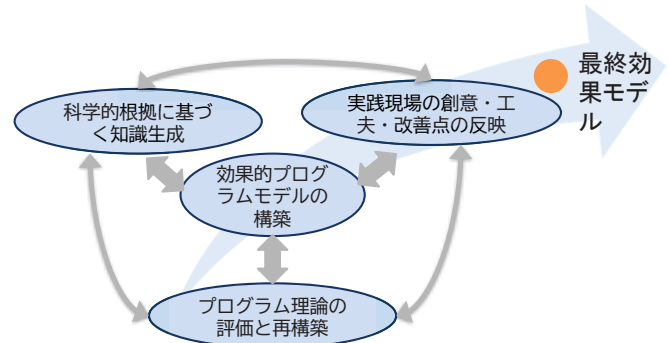 最終効
果モデ
ル
科学的根拠に基づ
く知識生成
実践現場の創意・工
夫・改善点の反映
効果的プログ
ラムモデルの
構築
プログラム理論の
評価と再構築